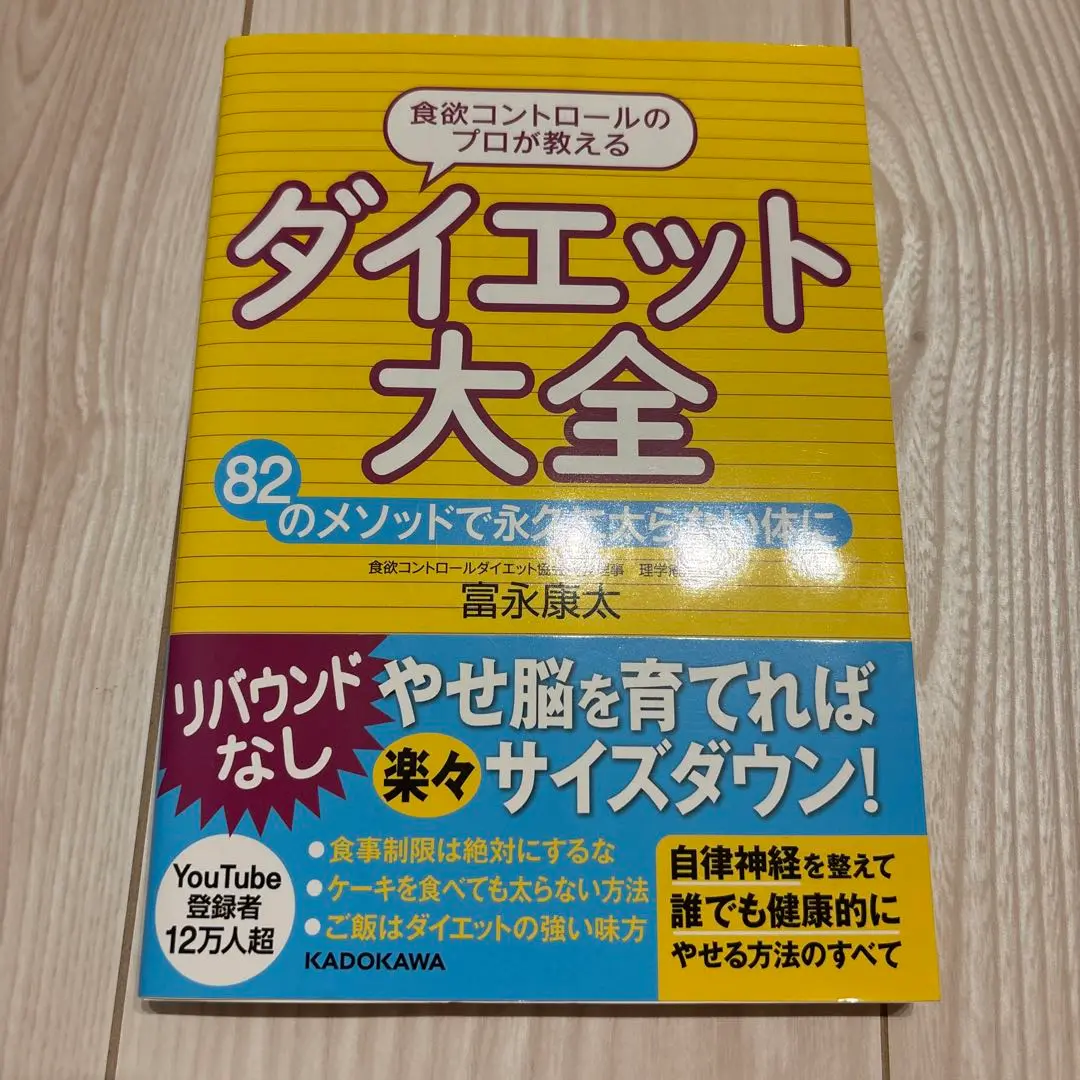 食欲コントロールの
プロが教える
ダイエット
大全
82
のメソッドで永久に太らない体に
食欲コントロールダイエット協会 理事 理学
富永康太
リバウンド
なし
やせ脳を育てれば
楽々サイズダウン!
YouTube
登録者
12万人超
・食事制限は絶対にするな
・ケーキを食べても太らない方法
・ご飯はダイエットの強い味方
KADOKAWA
自律神経を整えて
誰でも健康的に
やせる方法のすべて